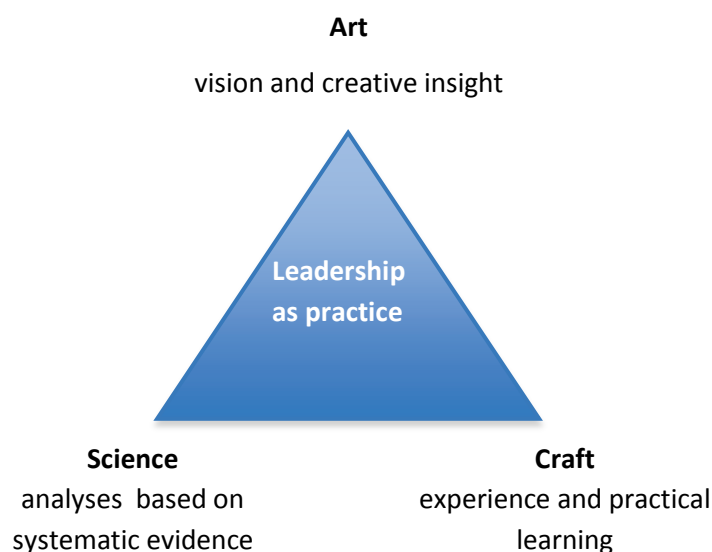 Art
vision and creative insight
Leadership
as practice
Science
analyses based on
systematic evidence
Craft
experience and practical
learning